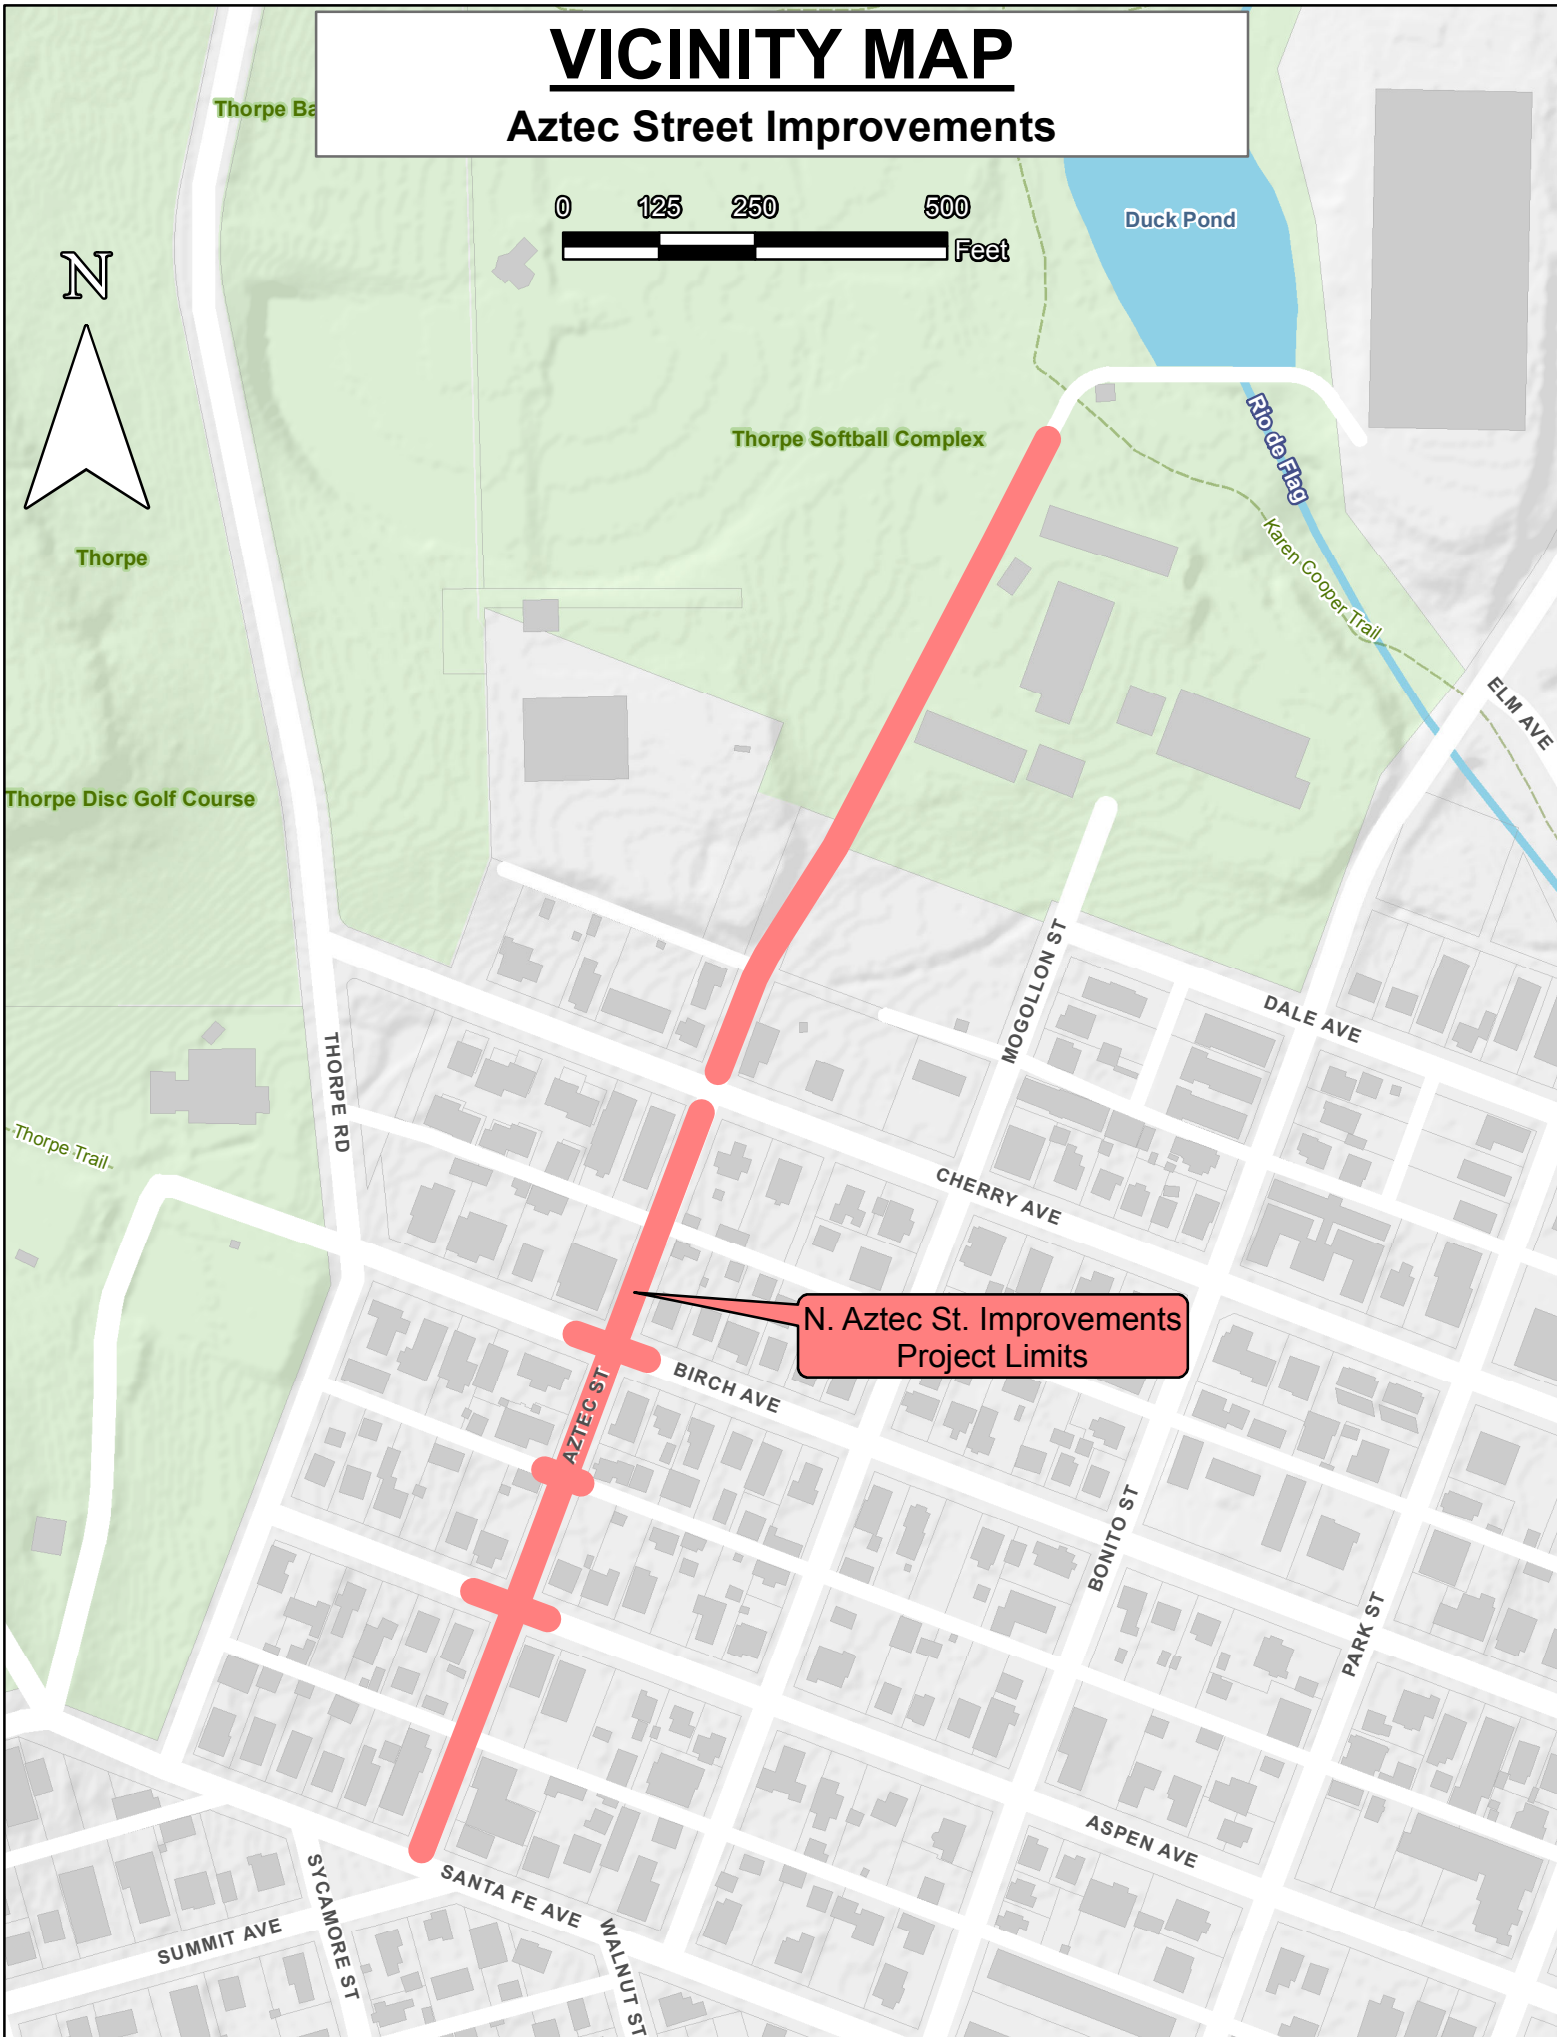 VICINITY MAP
Aztec Street Improvements
Thorpe Ba
0 125 250 500
Feet
Duck Pond
N
Rio de Flag
Thorpe Softball Complex
Karen Cooper Trail
Thorpe
ELM AVE
Thorpe Disc Golf Course
MOGOLLON ST
DALE AVE
THORPE RD
Thorpe Trail
CHERRY AVE
N. Aztec St. Improvements
Project Limits
BIRCH AVE
AZTEC ST
BONITO ST
PARK ST
ASPEN AVE
SANTA FE AVE
SYCAMORE ST
SUMMIT AVE
WALNUT ST